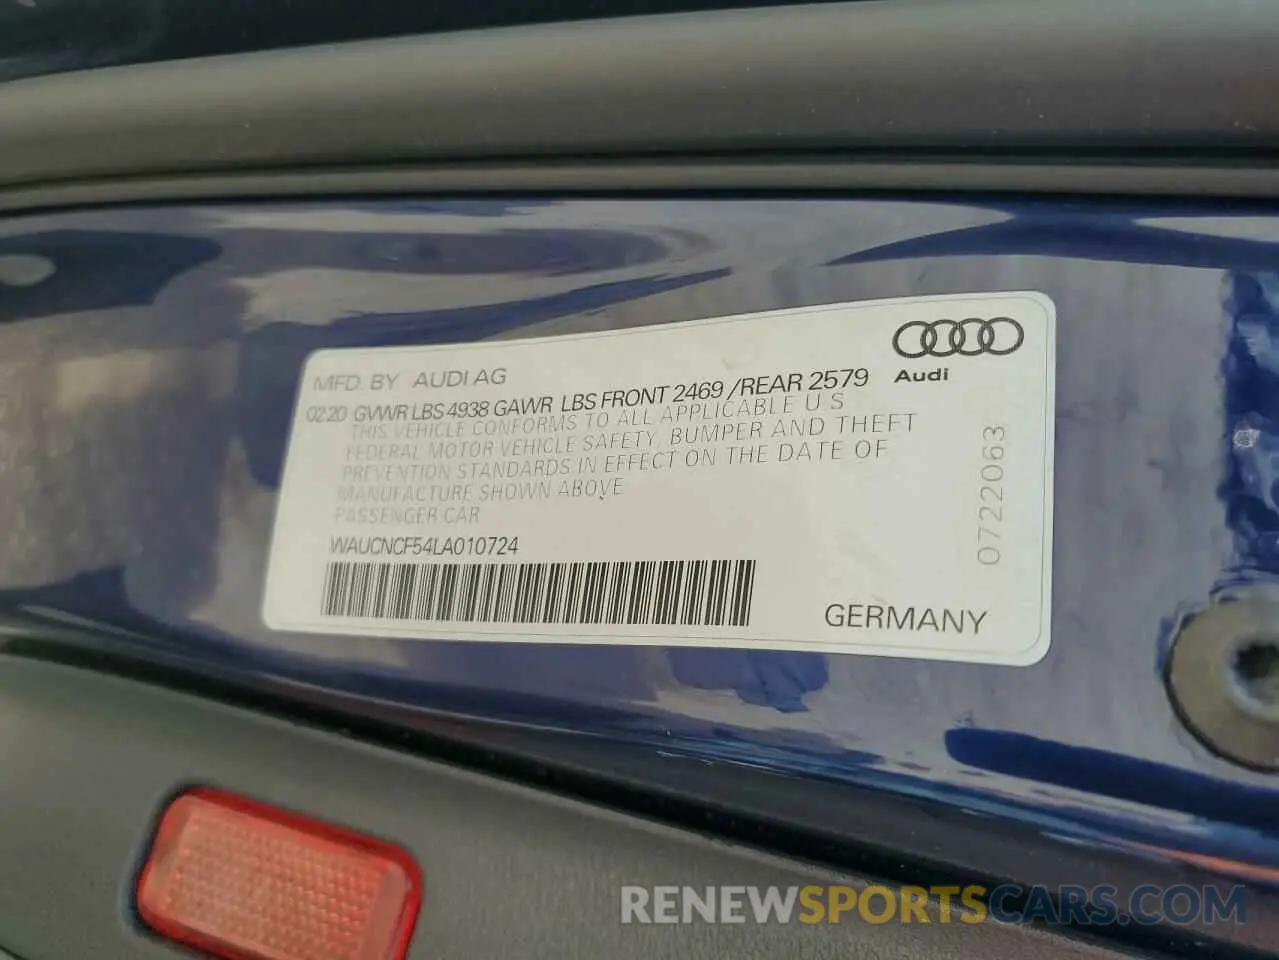 MFD. BY AUDI AG
02.20 GVWR LBS 4938 GAWR LBS FRONT 2469 /REAR 2579
THIS VEHICLE CONFORMS TO ALL APPLICABLE U S
FEDERAL MOTOR VEHICLE SAFETY, BUMPER AND THEFT
PREVENTION STANDARDS IN EFFECT ON THE DATE OF
MANUFACTURE SHOWN ABOVE
PASSENGER CAR
WAUCNCF54LA010724
Audi
0722063
GERMANY
RENEWSPORTSCARS.COM